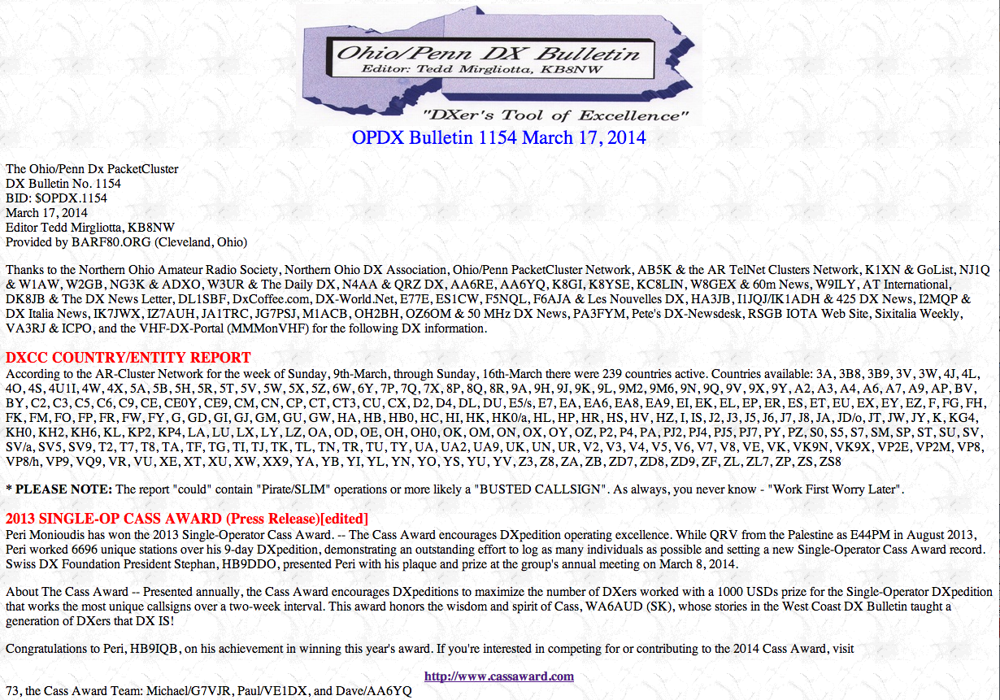 Ohio/Penn DX Bulletin
Editor: Tedd Mirgliotta, KB8NW
"DXer's Tool of Excellence"
OPDX Bulletin 1154 March 17, 2014
The Ohio/Penn Dx PacketCluster
DX Bulletin No. 1154
BID: $OPDX.1154
March 17, 2014
Editor Tedd Mirgliotta, KB8NW
Provided by BARF80.ORG (Cleveland, Ohio)
Thanks to the Northern Ohio Amateur Radio Society, Northern Ohio DX Association, Ohio/Penn PacketCluster Network, AB5K & the AR TelNet Clusters Network, K1XN & GoList, NJ1Q
& W1AW, W2GB, NG3K & ADXO, W3UR & The Daily DX, N4AA & QRZ DX, AA6RE, AA6YQ, K8GI, K8YSE, KC8LIN, W8GEX & 60m News, W9ILY, AT International,
DK8JB & The DX News Letter, DL1SBF, DxCoffee.com, DX-World.Net, E77E, ES1CW, F5NQL, F6AJA & Les Nouvelles DX, HA3JB, I1JQJ/IK1ADH & 425 DX News, I2MQP &
DX Italia News, IK7JWX, IZ7AUH, JA1TRC, JG7PSJ, M1ACB, OH2BH, OZ6OM & 50 MHz DX News, PA3FYM, Pete's DX-Newsdesk, RSGB IOTA Web Site, Sixitalia Weekly,
VA3RJ & ICPO, and the VHF-DX-Portal (MMMonVHF) for the following DX information.
DXCC COUNTRY/ENTITY REPORT
According to the AR-Cluster Network for the week of Sunday, 9th-March, through Sunday, 16th-March there were 239 countries active. Countries available: 3A, 3B8, 3B9, 3V, 3W, 4J, 4L,
4O, 4S, 4U1I, 4W, 4X, 5A, 5B, 5H, 5R, 5T, 5V, 5W, 5X, 5Z, 6W, 6Y, 7P, 7Q, 7X, 8P, 8Q, 8R, 9A, 9H, 9J, 9K, 9L, 9M2, 9M6, 9N, 9Q, 9V, 9X, 9Y, A2, A3, A4, A6, A7, A9, AP, BV,
BY, C2, C3, C5, C6, C9, CE, CE0Y, CE9, CM, CN, CP, CT, CT3, CU, CX, D2, D4, DL, DU, E5/s, E7, EA, EA6, EA8, EA9, EI, EK, EL, EP, ER, ES, ET, EU, EX, EY, EZ, F, FG, FH,
FK, FM, FO, FP, FR, FW, FY, G, GD, GI, GJ, GM, GU, GW, HA, HB, HB0, HC, HI, HK, HK0/a, HL, HP, HR, HS, HV, HZ, I, IS, J2, J3, J5, J6, J7, J8, JA, JD/o, JT, JW, JY, K, KG4,
KH0, KH2, KH6, KL, KP2, KP4, LA, LU, LX, LY, LZ, OA, OD, OE, OH, OH0, OK, OM, ON, OX, OY, OZ, P2, P4, PA, PJ2, PJ4, PJ5, PJ7, PY, PZ, S0, S5, S7, SM, SP, ST, SU, SV,
SV/a, SV5, SV9, T2, T7, T8, TA, TF, TG, TI, TJ, TK, TL, TN, TR, TU, TY, UA, UA2, UA9, UK, UN, UR, V2, V3, V4, V5, V6, V7, V8, VE, VK, VK9N, VK9X, VP2E, VP2M, VP8,
VP8/h, VP9, VQ9, VR, VU, XE, XT, XU, XW, XX9, YA, YB, YI, YL, YN, YO, YS, YU, YV, Z3, Z8, ZA, ZB, ZD7, ZD8, ZD9, ZF, ZL, ZL7, ZP, ZS, ZS8
* PLEASE NOTE: The report "could" contain "Pirate/SLIM" operations or more likely a "BUSTED CALLSIGN". As always, you never know - "Work First Worry Later".
2013 SINGLE-OP CASS AWARD (Press Release)[edited]
Peri Monioudis has won the 2013 Single-Operator Cass Award. -- The Cass Award encourages DXpedition operating excellence. While QRV from the Palestine as E44PM in August 2013,
Peri worked 6696 unique stations over his 9-day DXpedition, demonstrating an outstanding effort to log as many individuals as possible and setting a new Single-Operator Cass Award record.
Swiss DX Foundation President Stephan, HB9DDO, presented Peri with his plaque and prize at the group's annual meeting on March 8, 2014.
About The Cass Award -- Presented annually, the Cass Award encourages DXpeditions to maximize the number of DXers worked with a 1000 USDs prize for the Single-Operator DXpedition
that works the most unique callsigns over a two-week interval. This award honors the wisdom and spirit of Cass, WA6AUD (SK), whose stories in the West Coast DX Bulletin taught a
generation of DXers that DX IS!
Congratulations to Peri, HB9IQB, on his achievement in winning this year's award. If you're interested in competing for or contributing to the 2014 Cass Award, visit
http://www.cassaward.com
73, the Cass Award Team: Michael/G7VJR, Paul/VE1DX, and Dave/AA6YQ